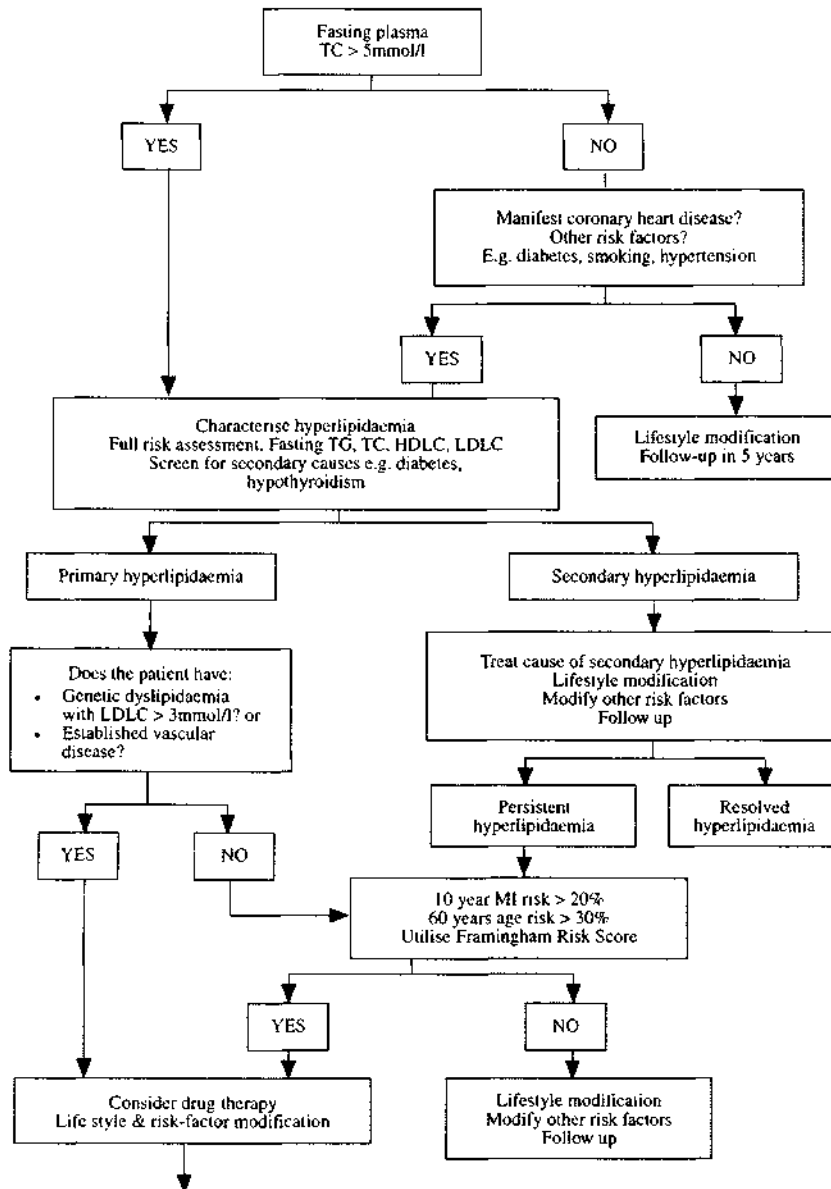 Fasting plasma
TC > 5mmol/l
YES
NO
Manifest coronary heart disease?
Other risk factors?
E.g. diabetes, smoking, hypertension
YES
NO
Characterise hyperlipidaemia
Full risk assessment. Fasting TG, TC, HDLC, LDLC
Screen for secondary causes e.g. diabetes,
hypothyroidism
Lifestyle modification
Follow-up in 5 years
Primary hyperlipidaemia
Secondary hyperlipidaemia
Does the patient have:
• Genetic dyslipidaemia
with LDLC > 3mmol/l? or
• Established vascular
disease?
Treat cause of secondary hyperlipidaemia
Lifestyle modification
Modify other risk factors
Follow up
Persistent
hyperlipidaemia
Resolved
hyperlipidaemia
YES
NO
10 year MI risk > 20%
60 years age risk > 30%
Utilise Framingham Risk Score
YES
NO
Consider drug therapy
Life style & risk-factor modification
Lifestyle modification
Modify other risk factors
Follow up